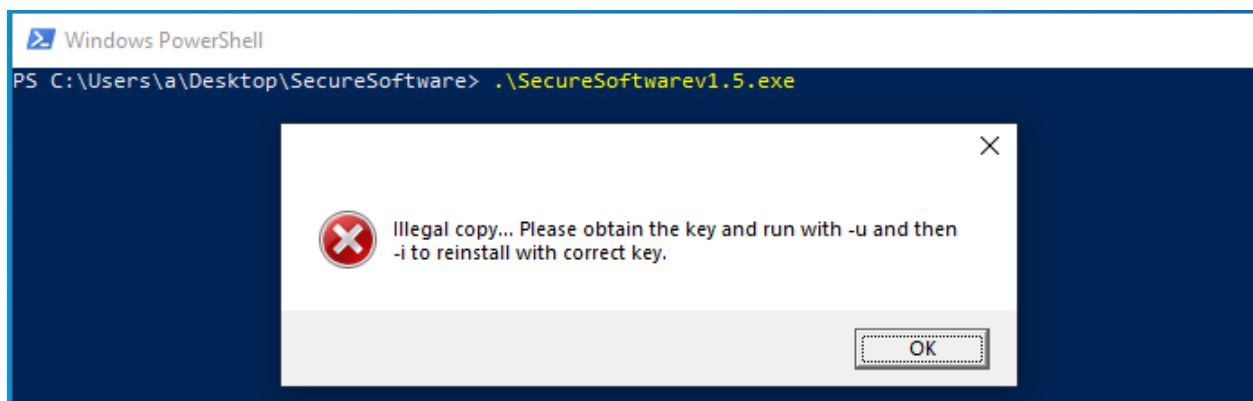 Windows PowerShell
PS C:\Users\a\Desktop\SecureSoftware> .\SecureSoftwarev1.5.exe
Illegal copy... Please obtain the key and run with -u and then
-i to reinstall with correct key.
OK